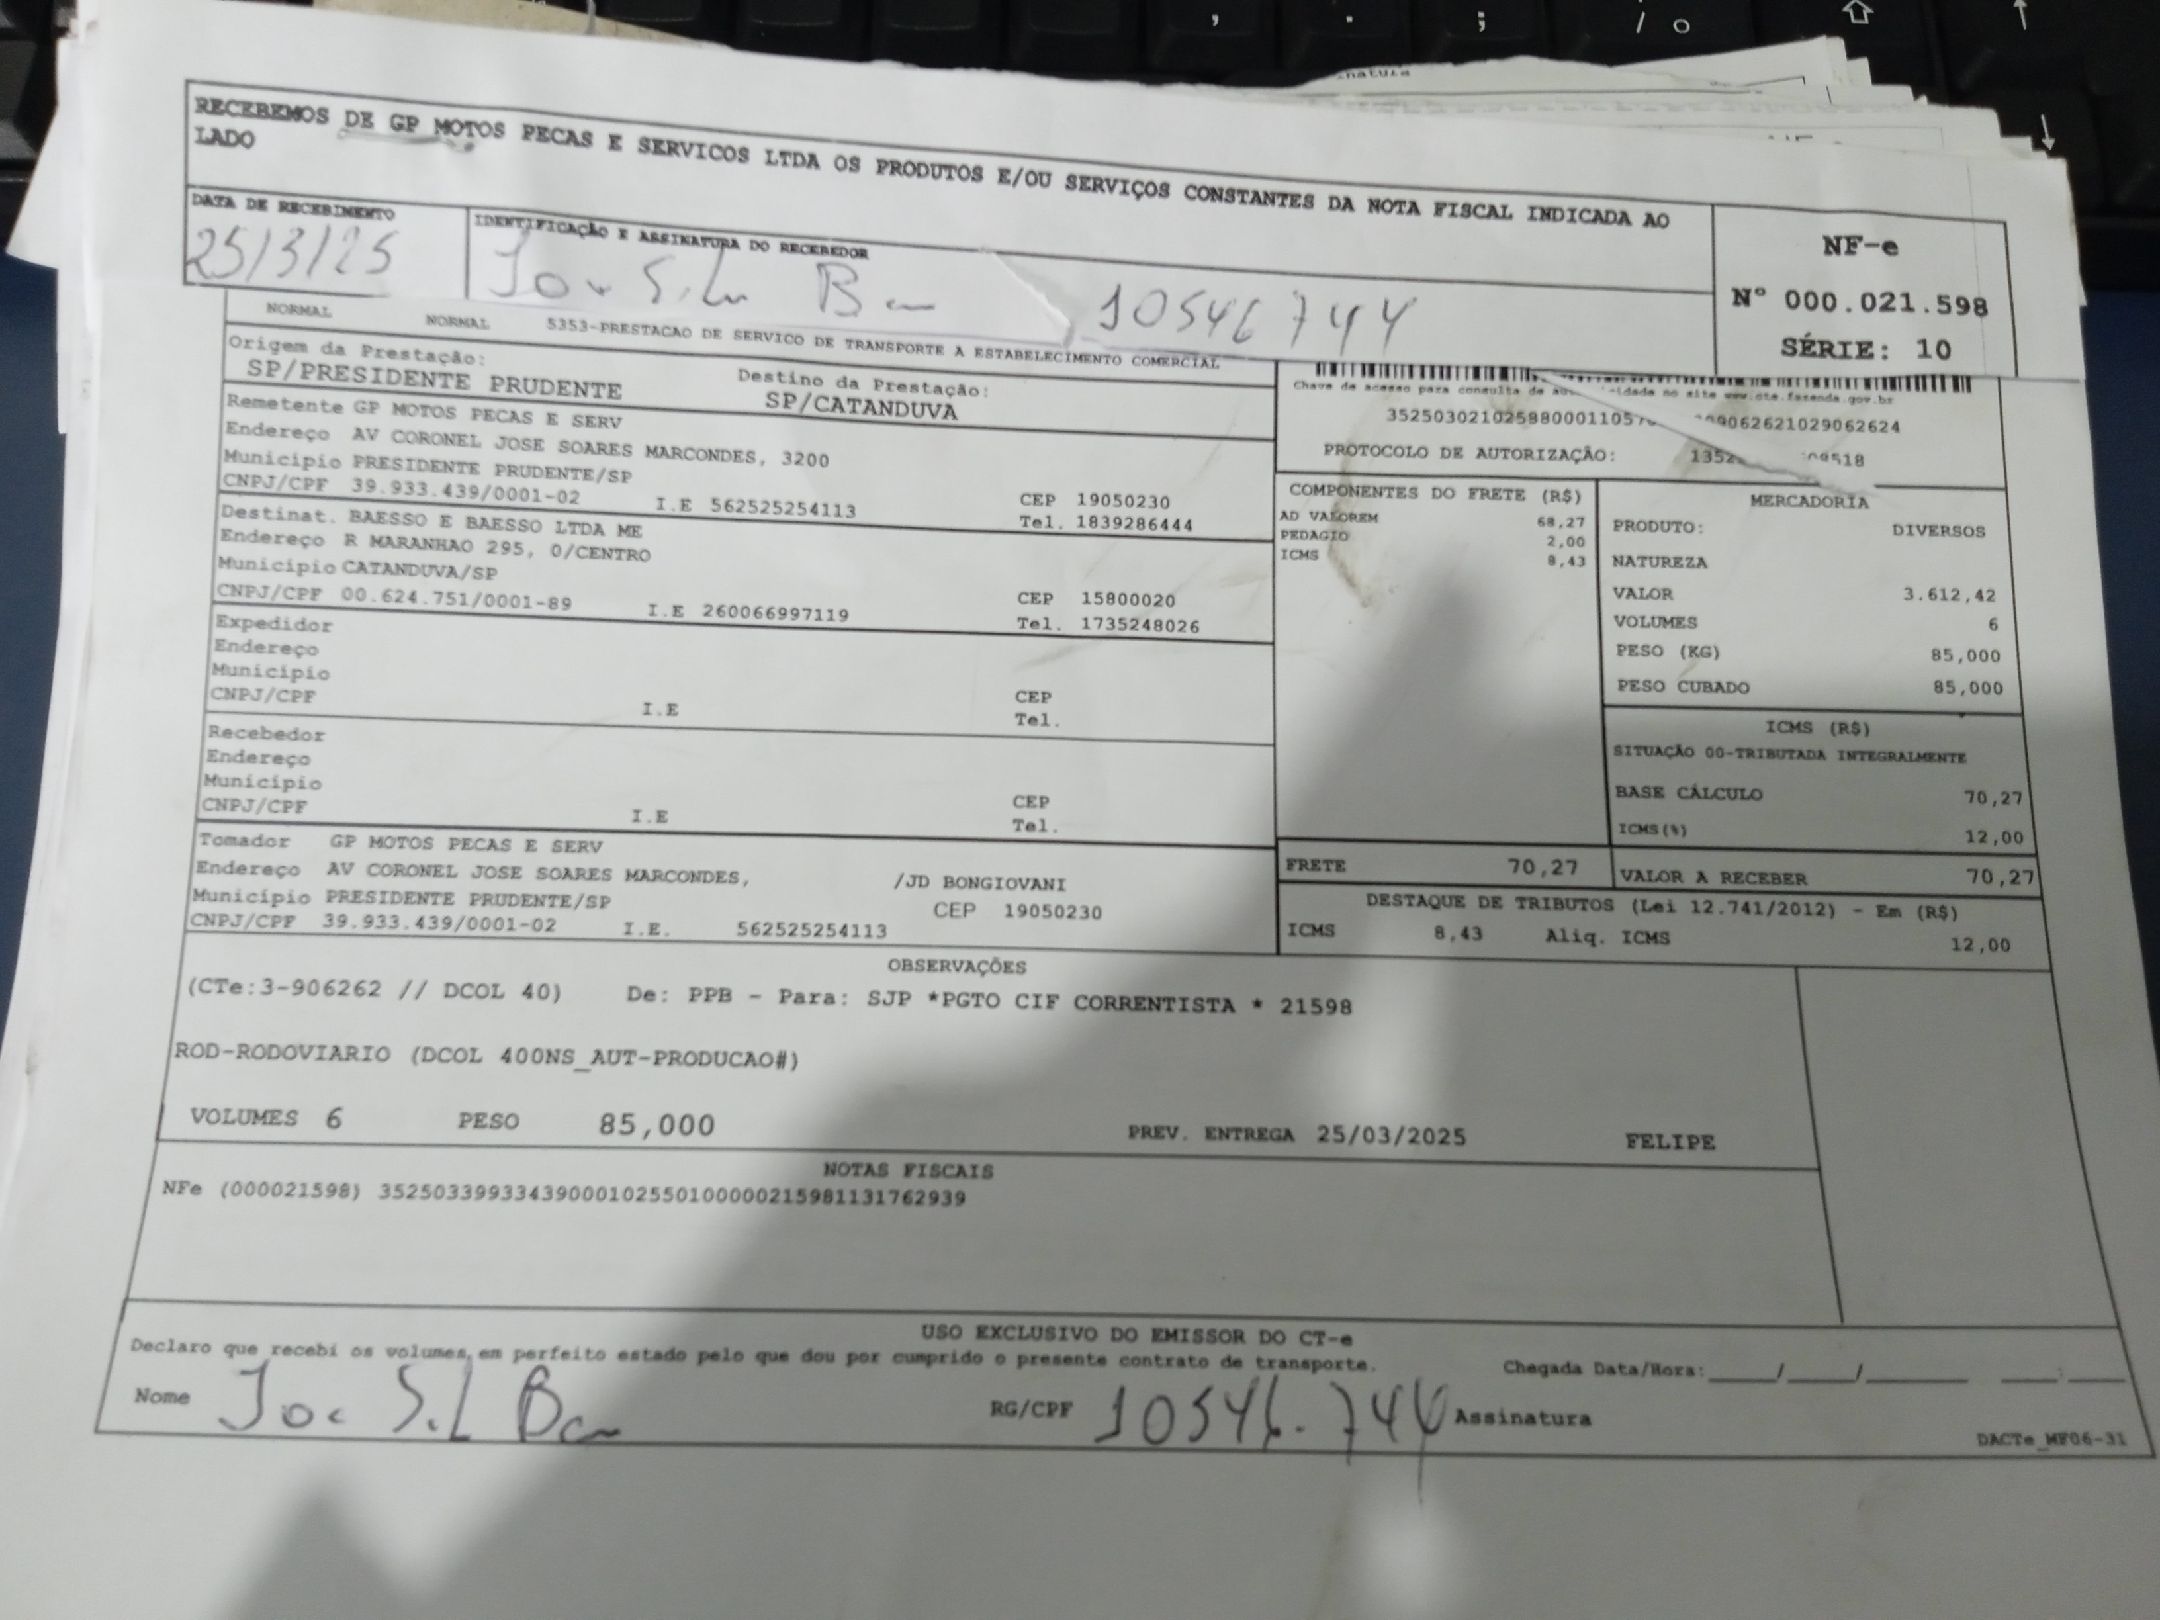 RECEBEMOS DE GP MOTOS PECAS E SERVICOS LTDA OS PRODUTOS E/OU SERVIÇOS CONSTANTES DA NOTA FISCAL INDICADA AO
LADO
NF-e
Nº 000.021.598
SÉRIE: 10
DATA DE RECEBIMENTO
25/3/25
IDENTIFICAÇÃO E ASSINATURA DO RECEBEDOR
10546744
NORMAL NORMAL 5353-PRESTACAO DE SERVICO DE TRANSPORTE A ESTABELECIMENTO COMERCIAL
Origem da Prestação: Destino da Prestação:
SP/PRESIDENTE PRUDENTE SP/CATANDUVA
Chave de acesso para consulta de idade no site www.cte.fazenda.gov.br
PROTOCOLO DE AUTORIZAÇÃO:
Remetente GP MOTOS PECAS E SERV
Endereço AV CORONEL JOSE SOARES MARCONDES, 3200
Município PRESIDENTE PRUDENTE/SP CEP 19050230
CNPJ/CPF 39.933.439/0001-02 I.E 562525254113 Tel. 1839286444
Destinat. BAESSO E BAESSO LTDA ME
Endereço R MARANHAO 295, 0/CENTRO
Município CATANDUVA/SP CEP 15800020
CNPJ/CPF 00.624.751/0001-89 I.E 260066997119 Tel. 1735248026
Expedidor
Endereço
Município CEP
CNPJ/CPF I.E Tel.
Recebedor
Endereço
Município CEP
CNPJ/CPF I.E Tel.
Tomador GP MOTOS PECAS E SERV
Endereço AV CORONEL JOSE SOARES MARCONDES, /JD BONGIOVANI
Município PRESIDENTE PRUDENTE/SP CEP 19050230
CNPJ/CPF 39.933.439/0001-02 I.E. 562525254113
COMPONENTES DO FRETE (R$)
AD VALOREM 68,27
PEDAGIO 2,00
ICMS 8,43
MERCADORIA
PRODUTO: DIVERSOS
NATUREZA
VALOR 3.612,42
VOLUMES 6
PESO (KG) 85,000
PESO CUBADO 85,000
ICMS (R$)
SITUAÇÃO 00-TRIBUTADA INTEGRALMENTE
BASE CÁLCULO 70,27
ICMS(%) 12,00
FRETE 70,27 VALOR A RECEBER 70,27
DESTAQUE DE TRIBUTOS (Lei 12.741/2012) - Em (R$)
ICMS 8,43 Aliq. ICMS 12,00
OBSERVAÇÕES
(CTe:3-906262 // DCOL 40) De: PPB - Para: SJP *PGTO CIF CORRENTISTA * 21598
ROD-RODOVIARIO (DCOL 400NS_AUT-PRODUCAO#)
VOLUMES 6 PESO 85,000 PREV. ENTREGA 25/03/2025 FELIPE
NOTAS FISCAIS
NFe (000021598) 35250339933439000102550100000215981131762939
USO EXCLUSIVO DO EMISSOR DO CT-e
Declaro que recebi os volumes em perfeito estado pelo que dou por cumprido o presente contrato de transporte. Chegada Data/Hora: / / :
Nome RG/CPF 10546.744 Assinatura
DACTe_MF06-31